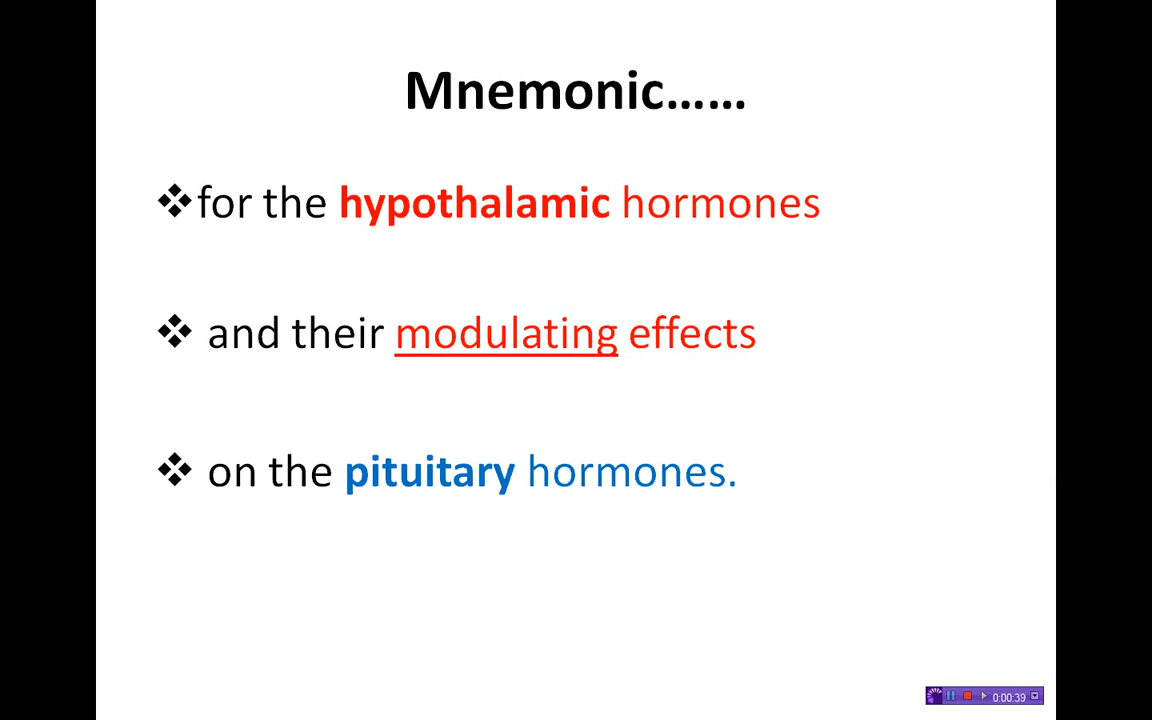 Mnemonic……
❖for the hypothalamic hormones
❖ and their modulating effects
❖ on the pituitary hormones.
0:00:39